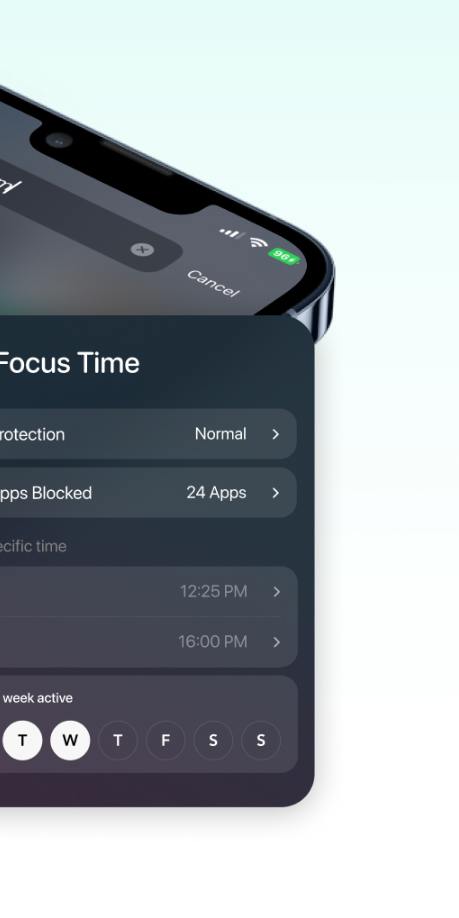 96
Cancel
Focus Time
rotection Normal
pps Blocked 24 Apps
ecific time
12:25 PM
16:00 PM
week active
T W T F S S